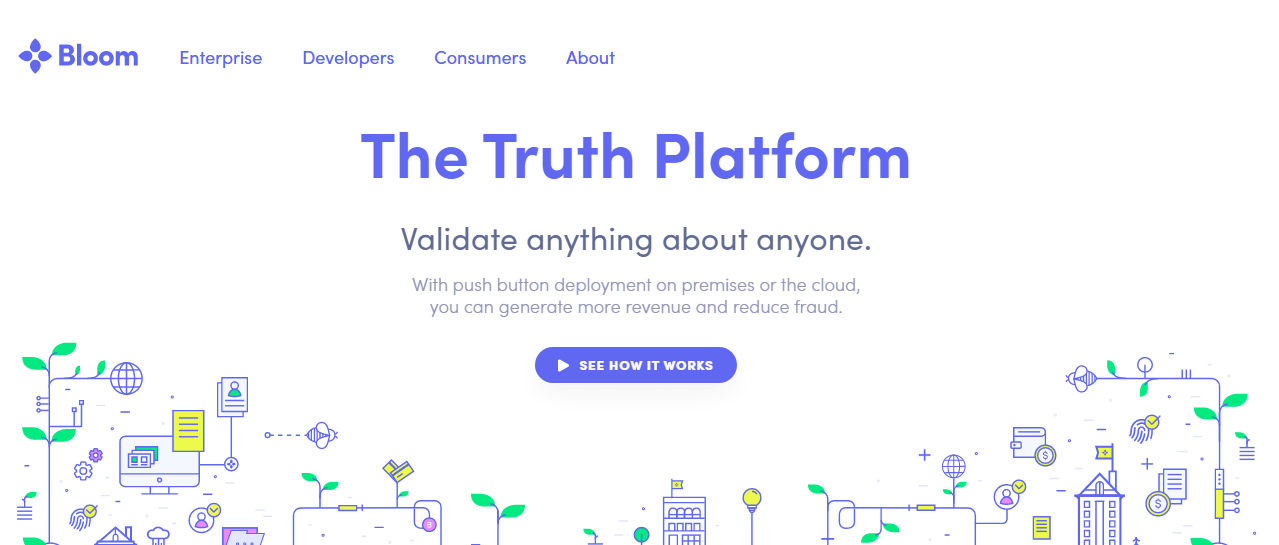 Bloom
Enterprise
Developers
Consumers
About
The Truth Platform
Validate anything about anyone.
With push button deployment on premises or the cloud,
you can generate more revenue and reduce fraud.
SEE HOW IT WORKS